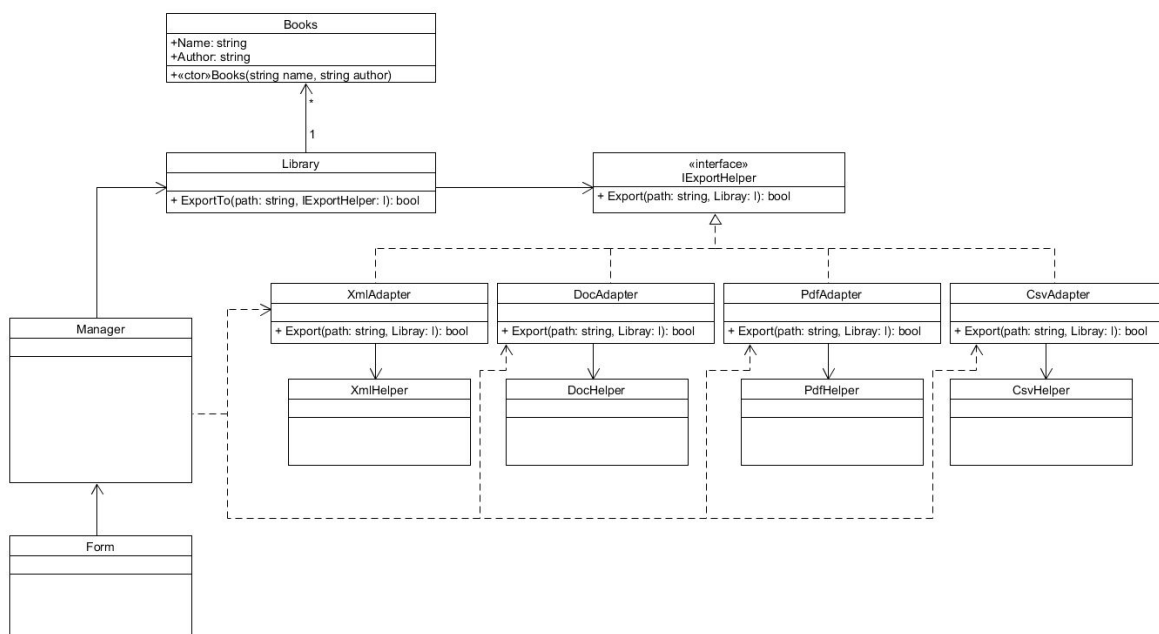 Books
+Name: string
+Author: string
+«ctor»Books(string name, string author)
*
1
Library
+ ExportTo(path: string, IExportHelper: l): bool
«interface»
IExportHelper
+ Export(path: string, Libray: l): bool
XmlAdapter
+ Export(path: string, Libray: l): bool
DocAdapter
+ Export(path: string, Libray: l): bool
PdfAdapter
+ Export(path: string, Libray: l): bool
CsvAdapter
+ Export(path: string, Libray: l): bool
Manager
XmlHelper
DocHelper
PdfHelper
CsvHelper
Form